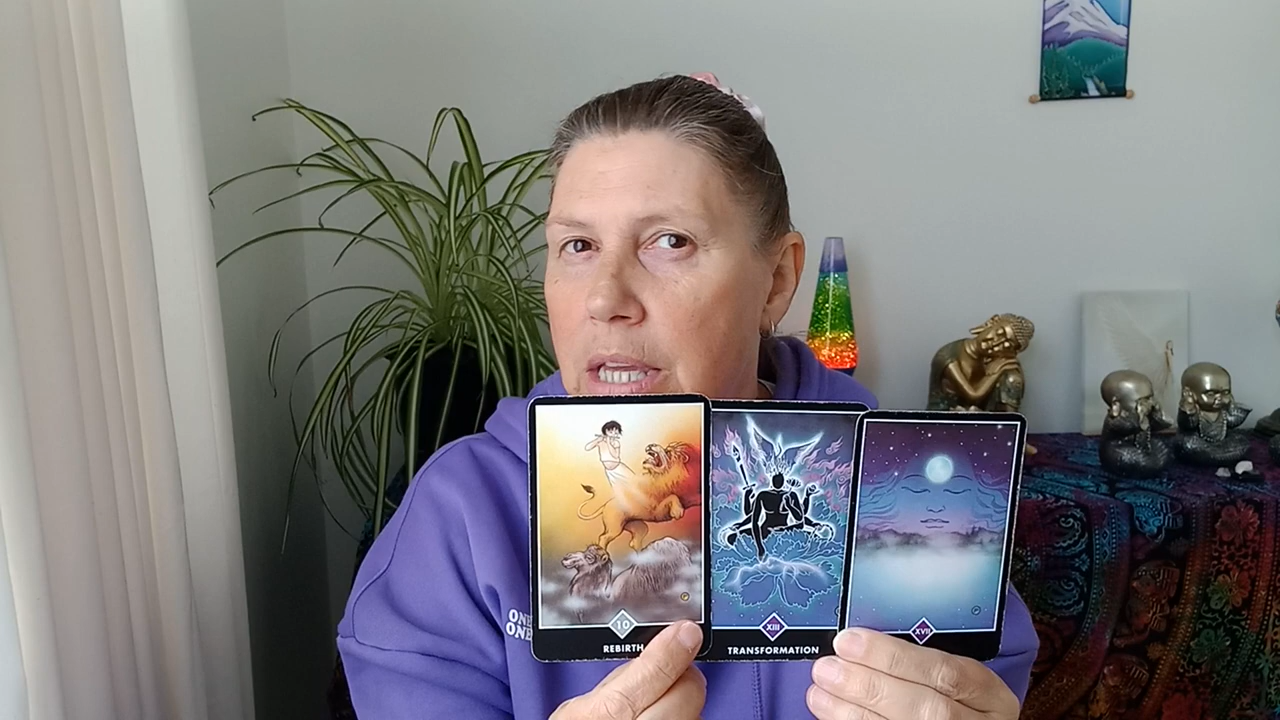 ONE
ONE
10
REBIRTH
XIII
TRANSFORMATION
XVII